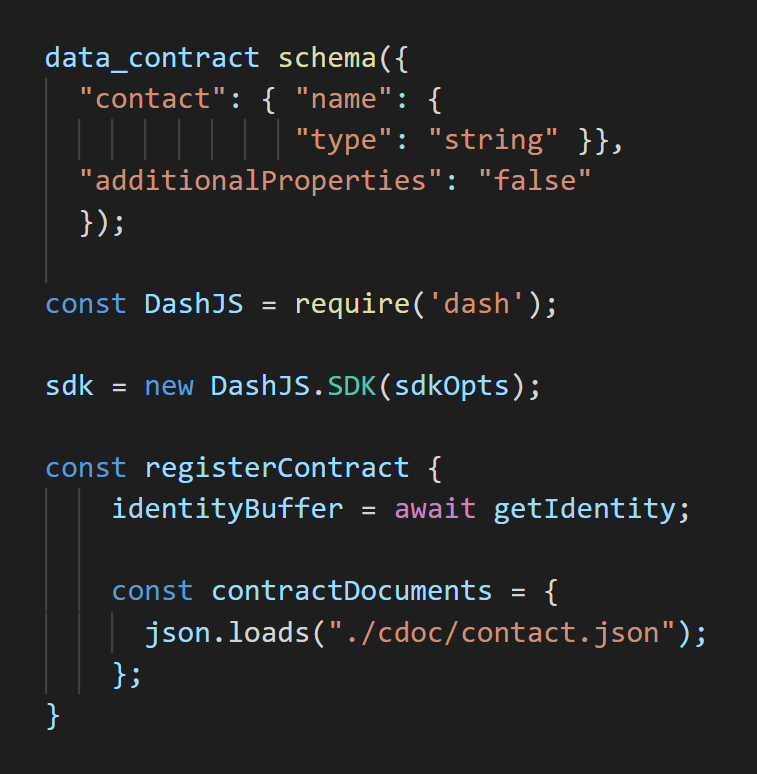 data_contract schema({
"contact": { "name": {
"type": "string" }},
"additionalProperties": "false"
});
const DashJS = require('dash');
sdk = new DashJS.SDK(sdkOpts);
const registerContract {
identityBuffer = await getIdentity;
const contractDocuments = {
json.loads("./cdoc/contact.json");
};
}